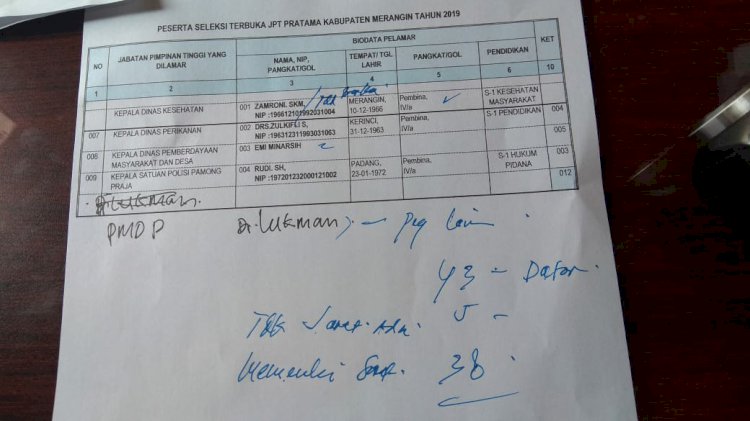 PESERTA SELEKSI TERBUKA JPT PRATAMA KABUPATEN MERANGIN TAHUN 2019
NO JABATAN PIMPINAN TINGGI YANG DILAMAR BIODATA PELAMAR KET
NAMA, NIP, PANGKAT/GOL TEMPAT/ TGL LAHIR PANGKAT/GOL PENDIDIKAN
1 2 3 4 5 6 10
KEPALA DINAS KESEHATAN 001 ZAMRONI. SKM, MERANGIN, Pembina, S-1 KESEHATAN
NIP :196612101992031004 10-12-1966 IV/a MASYARAKAT 004
007 KEPALA DINAS PERIKANAN 002 DRS.ZULKIFLI S, KERINCI, Pembina, S-1 PENDIDIKAN
NIP :196312311993031063 31-12-1963 IV/a 005
008 KEPALA DINAS PEMBERDAYAAN 003 EMI MINARSIH
MASYARAKAT DAN DESA 003
009 KEPALA SATUAN POLISI PAMONG 004 RUDI SH, PADANG, Pembina, S-1 HUKUM
PRAJA NIP :197201232000121002 23-01-1972 IV/a PIDANA 012
LUKMAN
PMD P LUKMAN
43 - Daftar.
Tdk 5 -
Memenuhi 38